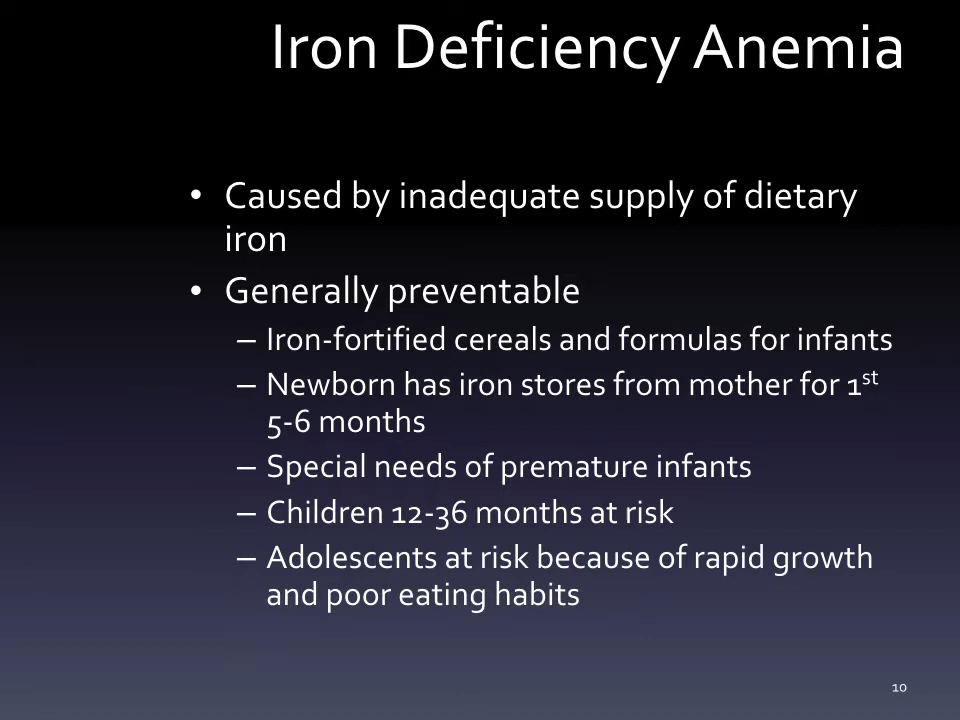 Iron Deficiency Anemia
• Caused by inadequate supply of dietary
iron
• Generally preventable
– Iron-fortified cereals and formulas for infants
– Newborn has iron stores from mother for 1st
5-6 months
– Special needs of premature infants
– Children 12-36 months at risk
– Adolescents at risk because of rapid growth
and poor eating habits
10